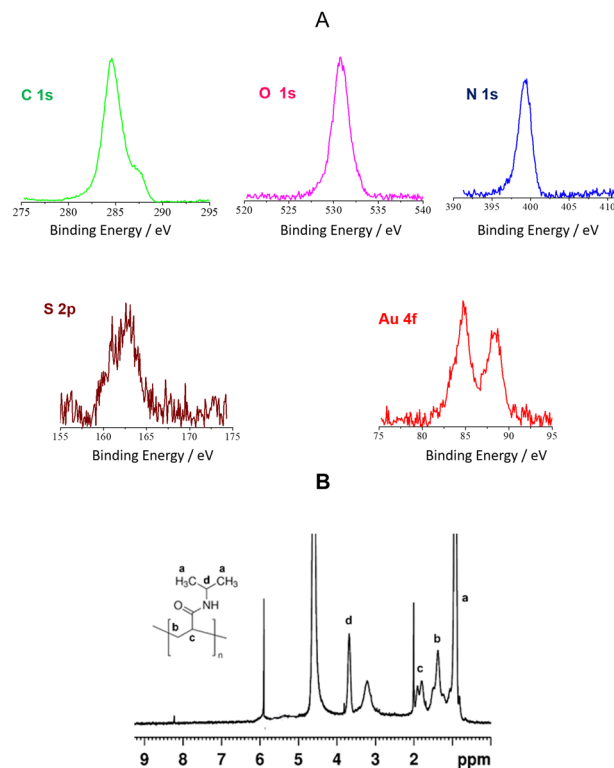 A
C 1s
O 1s
N 1s
275 280 285 290 295
520 525 530 535 540
390 395 400 405 410
Binding Energy / eV
Binding Energy / eV
Binding Energy / eV
S 2p
Au 4f
155 160 165 170 175
75 80 85 90 95
Binding Energy / eV
Binding Energy / eV
B
a a
H₃C d CH₃
O NH
b
c
n
d
c
b
a
9 8 7 6 5 4 3 2 ppm